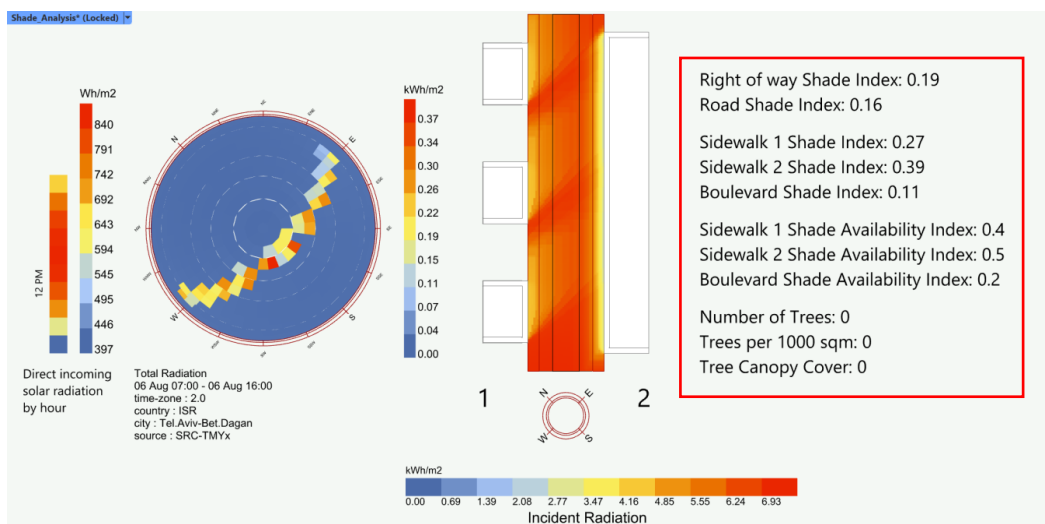 Shade_Analysis* (Locked)
Wh/m2
840
791
742
692
643
594
545
495
446
397
12 PM
Direct incoming
solar radiation
by hour
N
E
S
W
Total Radiation
06 Aug 07:00 - 06 Aug 16:00
time-zone : 2.0
country : ISR
city : Tel.Aviv-Bet.Dagan
source : SRC-TMYx
kWh/m2
0.37
0.34
0.30
0.26
0.22
0.19
0.15
0.11
0.07
0.04
0.00
1
2
N
E
W
S
kWh/m2
0.00 0.69 1.39 2.08 2.77 3.47 4.16 4.85 5.55 6.24 6.93
Incident Radiation
Right of way Shade Index: 0.19
Road Shade Index: 0.16
Sidewalk 1 Shade Index: 0.27
Sidewalk 2 Shade Index: 0.39
Boulevard Shade Index: 0.11
Sidewalk 1 Shade Availability Index: 0.4
Sidewalk 2 Shade Availability Index: 0.5
Boulevard Shade Availability Index: 0.2
Number of Trees: 0
Trees per 1000 sqm: 0
Tree Canopy Cover: 0